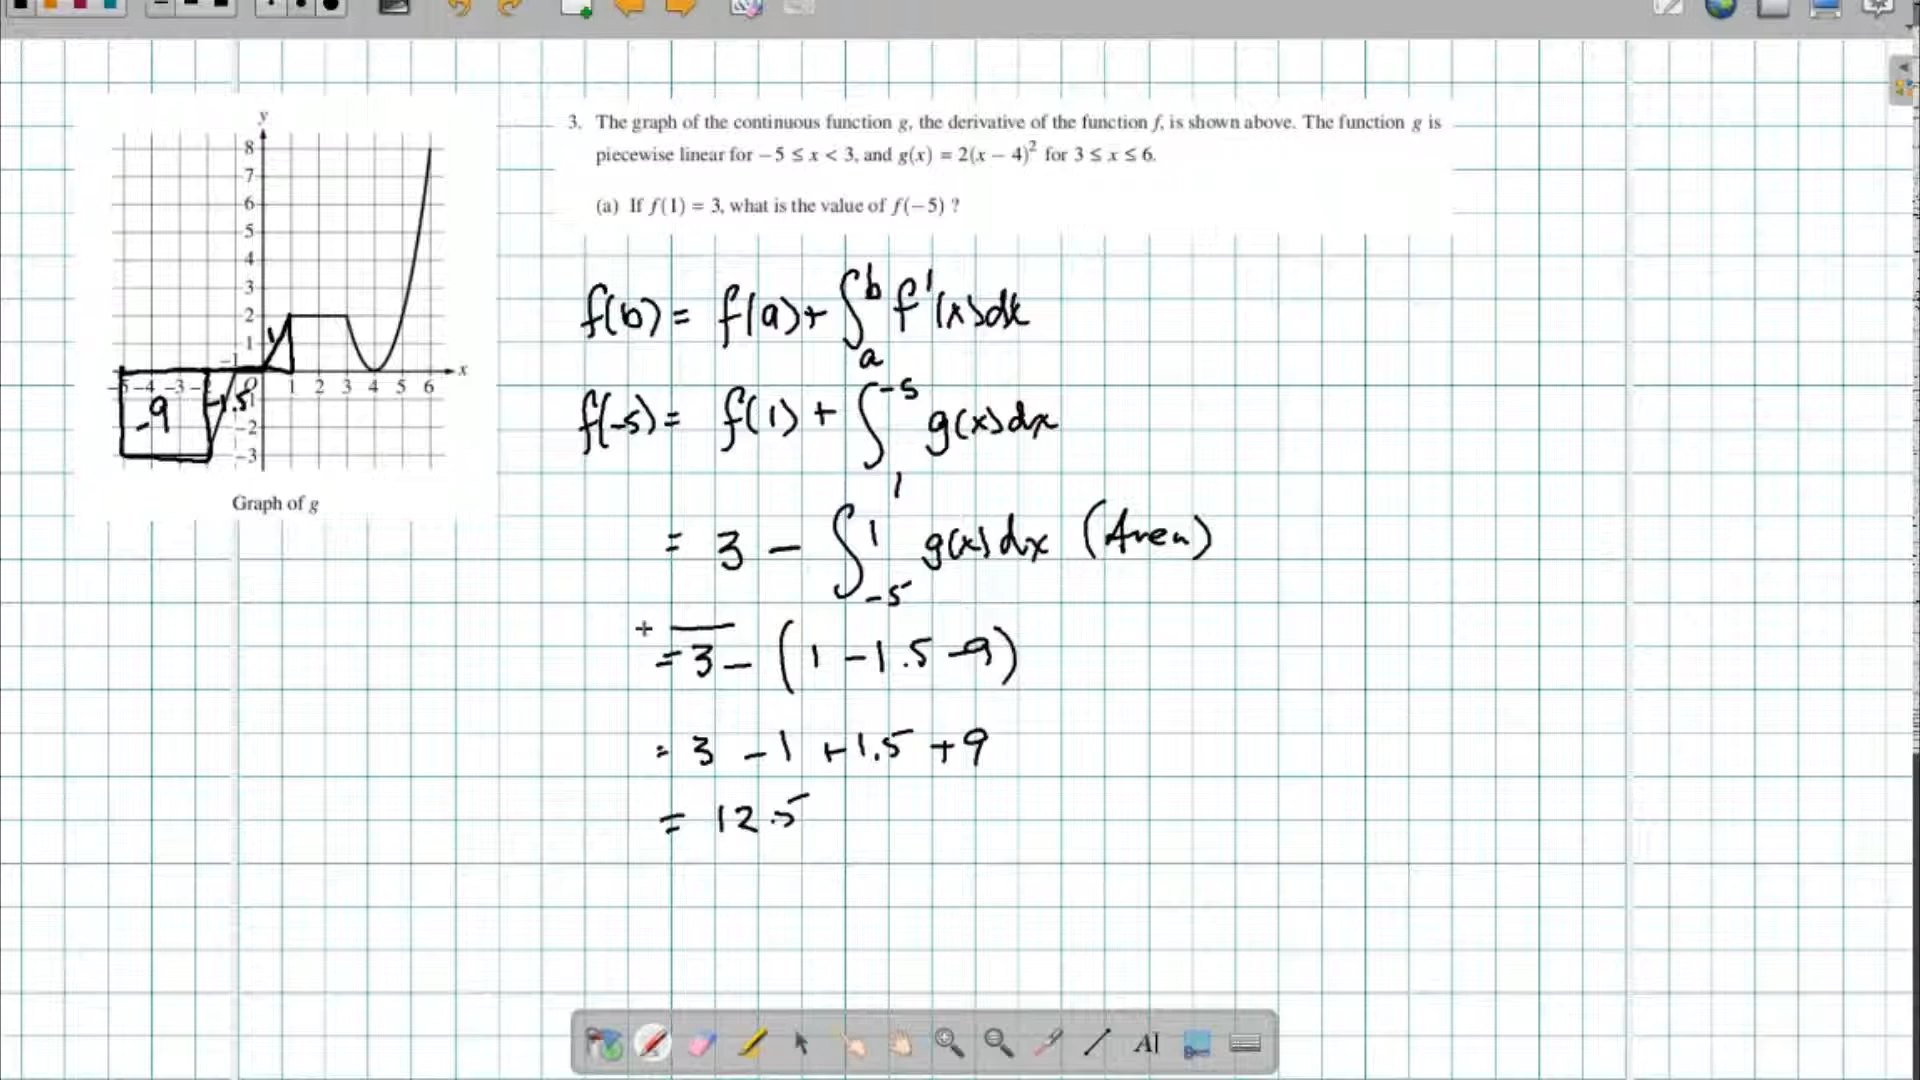 y
8
7
6
5
4
3
2
1
1
-1
x
-5 -4 -3 -2 O 1 2 3 4 5 6
-9
-1.5
-1
-2
-3
Graph of g
3. The graph of the continuous function g, the derivative of the function f, is shown above. The function g is
piecewise linear for −5 ≤ x < 3, and g(x) = 2(x − 4)² for 3 ≤ x ≤ 6.
(a) If f(1) = 3, what is the value of f(−5) ?
f(b) = f(a) + ∫_a^b f'(x)dx
f(-5) = f(1) + ∫_1^-5 g(x)dx
= 3 - ∫_-5^1 g(x)dx (Area)
= 3 - (1 - 1.5 - 9)
= 3 - 1 + 1.5 + 9
= 12.5
AI